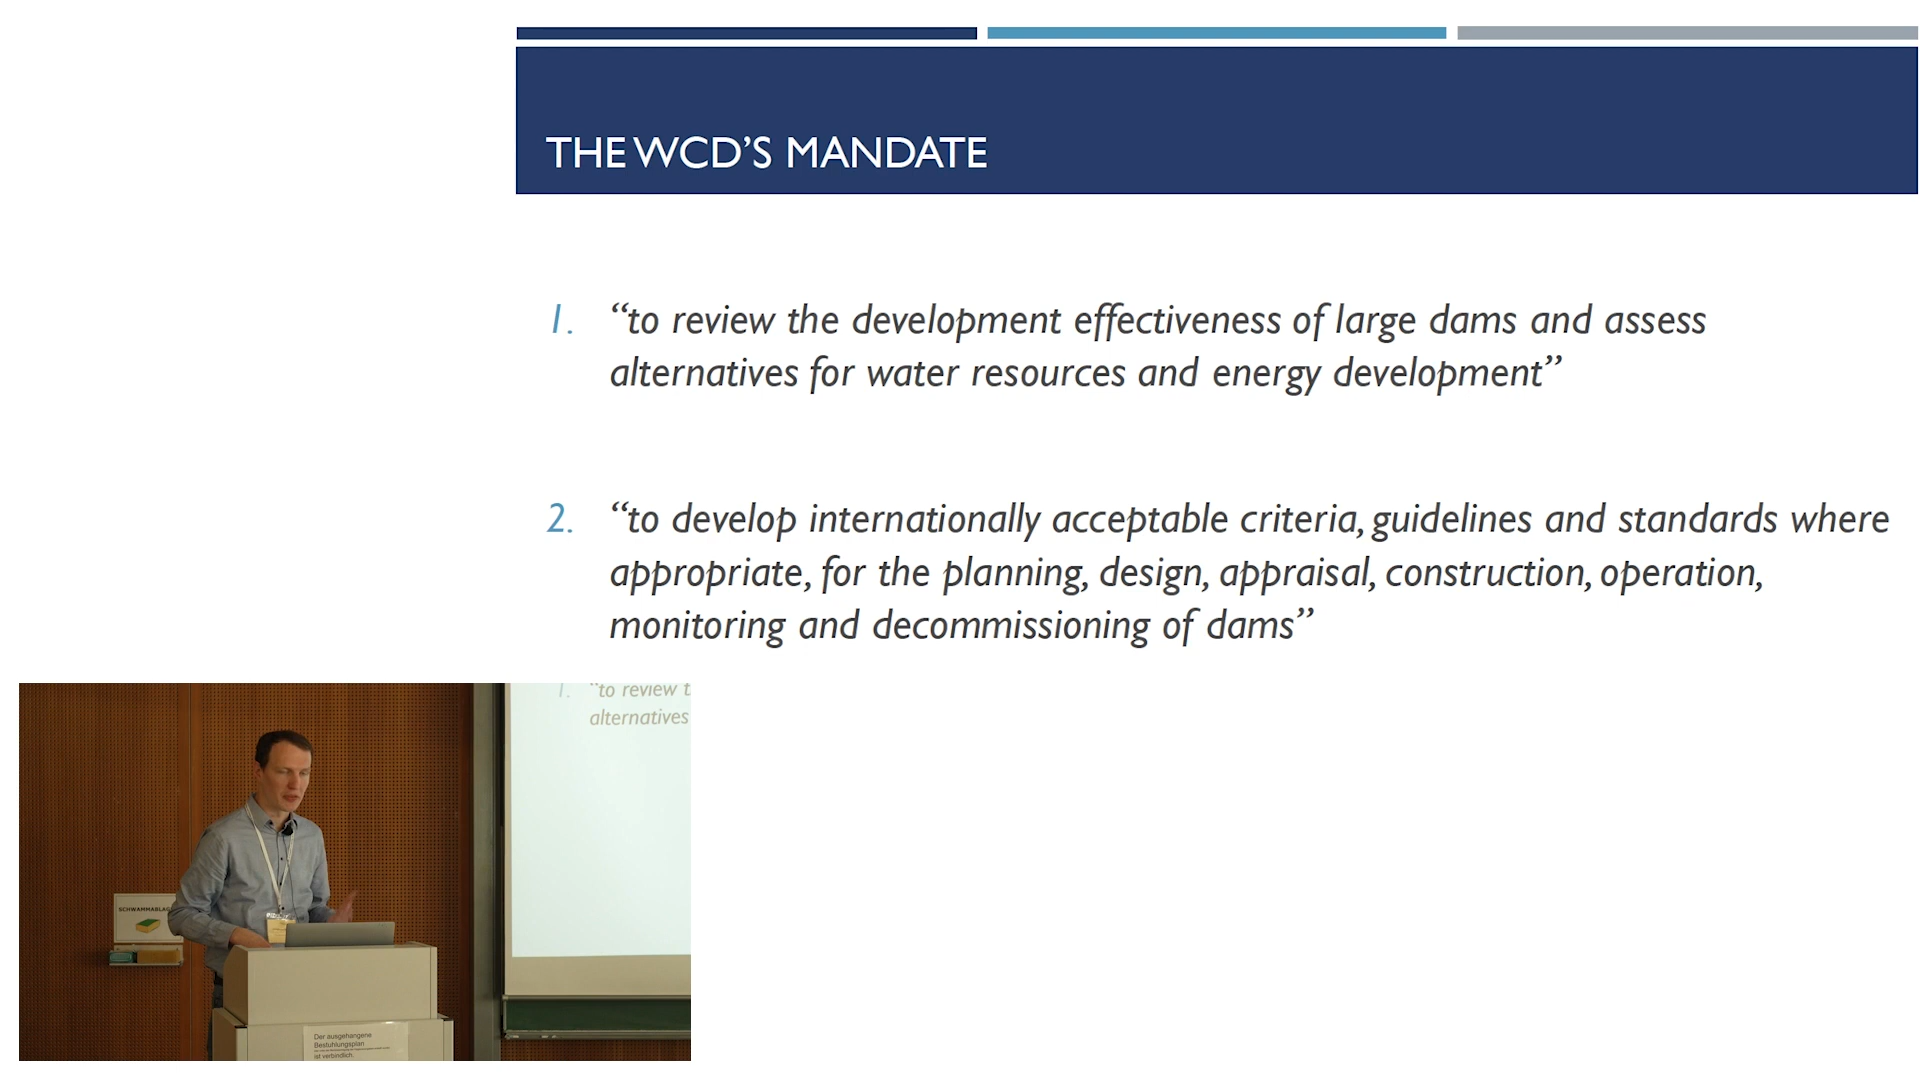 THE WCD’S MANDATE
1. “to review the development effectiveness of large dams and assess
alternatives for water resources and energy development”
2. “to develop internationally acceptable criteria, guidelines and standards where
appropriate, for the planning, design, appraisal, construction, operation,
monitoring and decommissioning of dams”
1. “to review t
alternatives
SCHWAMMABLAG
Der ausgehangene
Bestuhlungsplan
ist verbindlich.